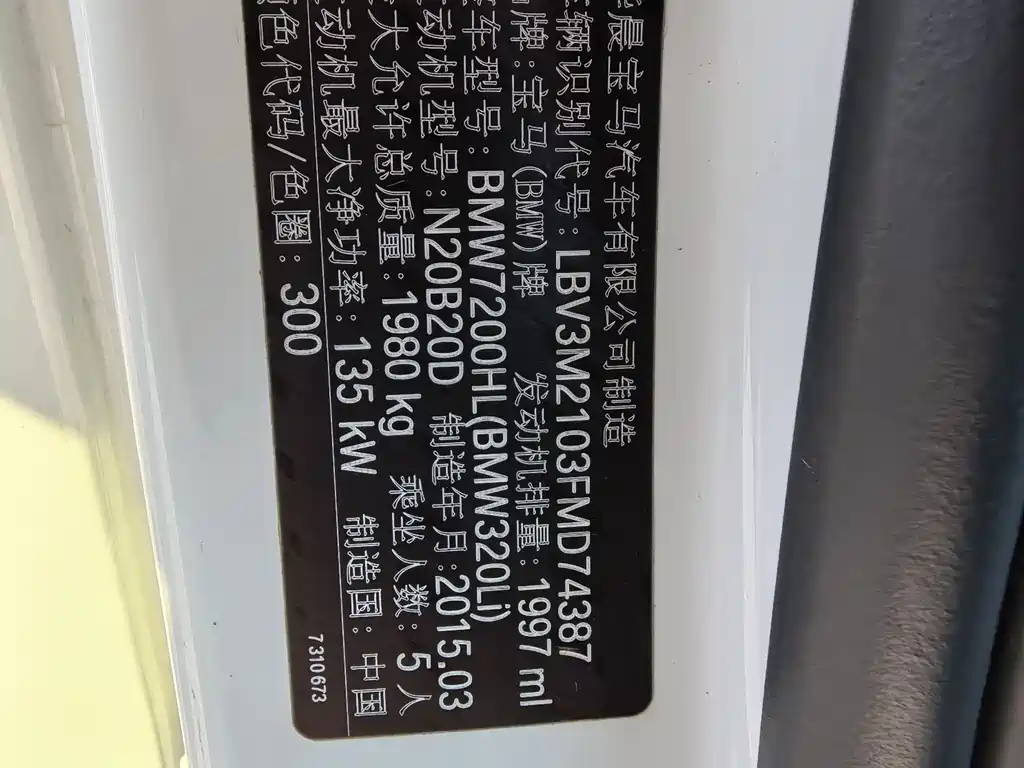 华晨宝马汽车有限公司制造
车辆识别代号:LBV3M2103FMD74387
品牌:宝马(BMW)牌 发动机排量:1997 ml
车型号:BMW7200HL(BMW320Li)
动机型号:N20B20D 制造年月:2015.03
大允许总质量:1980 kg 乘坐人数:5人
动机最大净功率:135 kW 制造国:中国
颜色代码/色圈:300
7310673